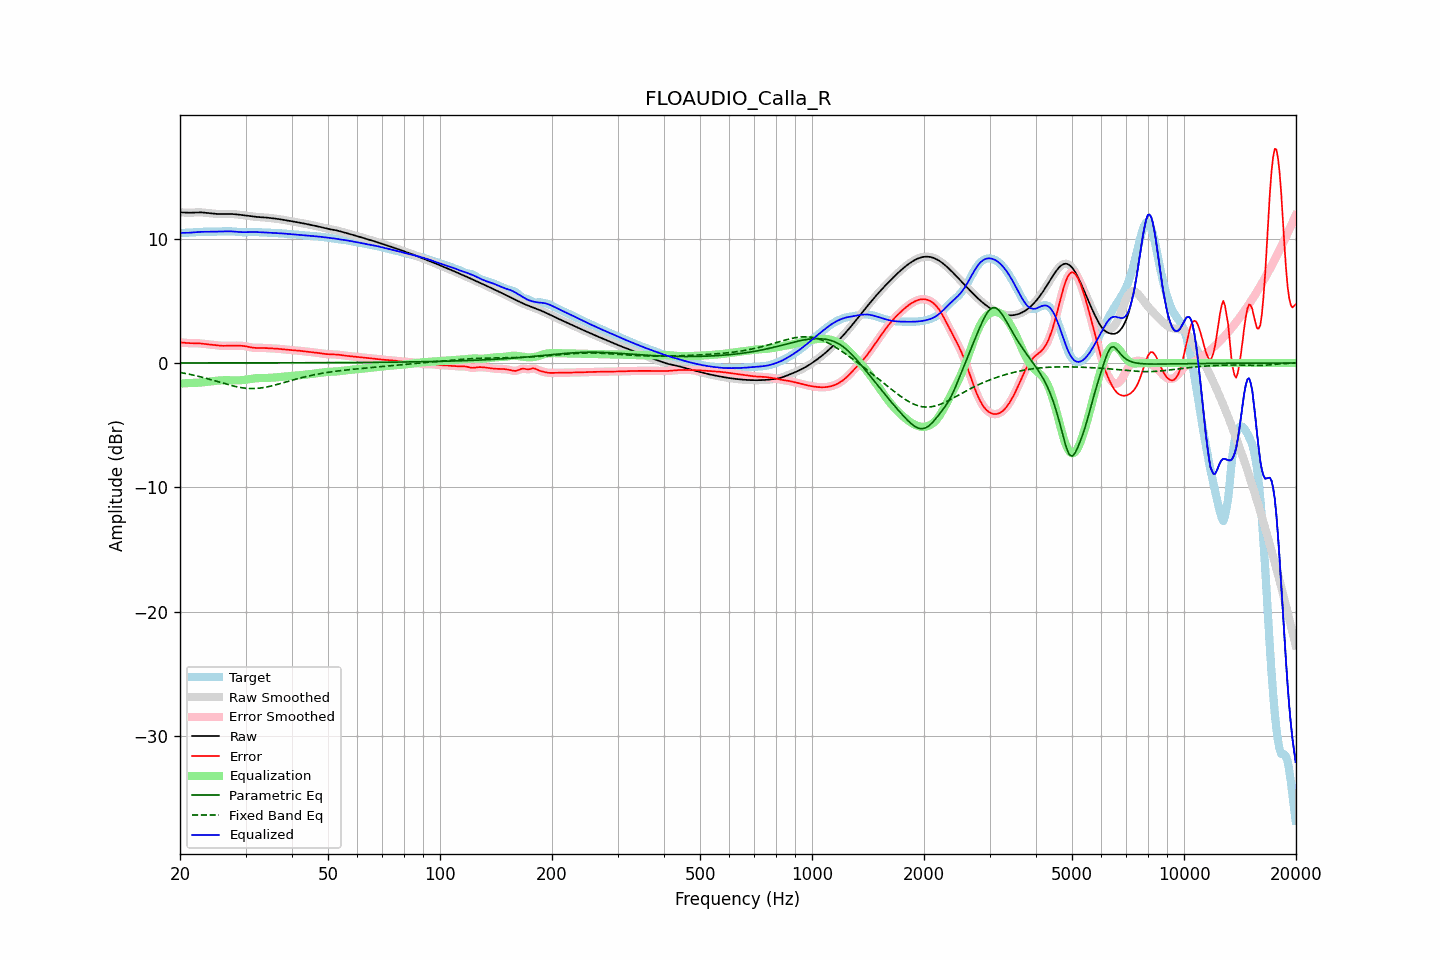 FLOAUDIO_Calla_R
Amplitude (dBr)
10
0
−10
−20
−30
Target
Raw Smoothed
Error Smoothed
Raw
Error
Equalization
Parametric Eq
Fixed Band Eq
Equalized
20 50 100 200 500 1000 2000 5000 10000 20000
Frequency (Hz)